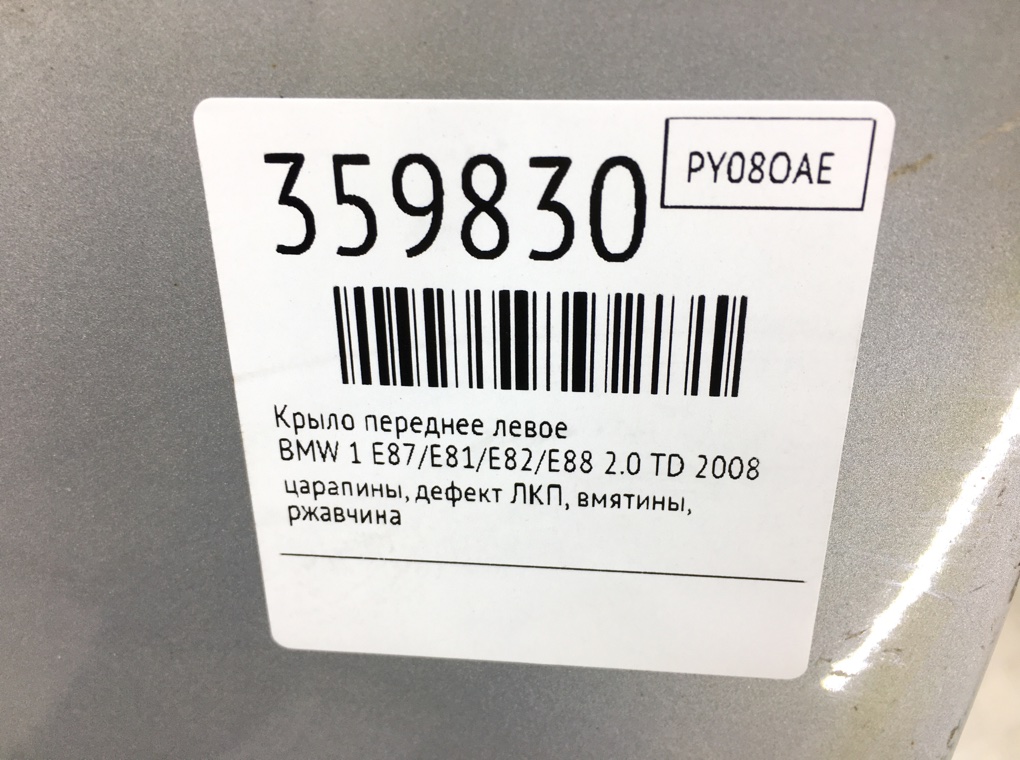 359830
PY08OAE
Крыло переднее левое
BMW 1 E87/E81/E82/E88 2.0 TD 2008
царапины, дефект ЛКП, вмятины,
ржавчина